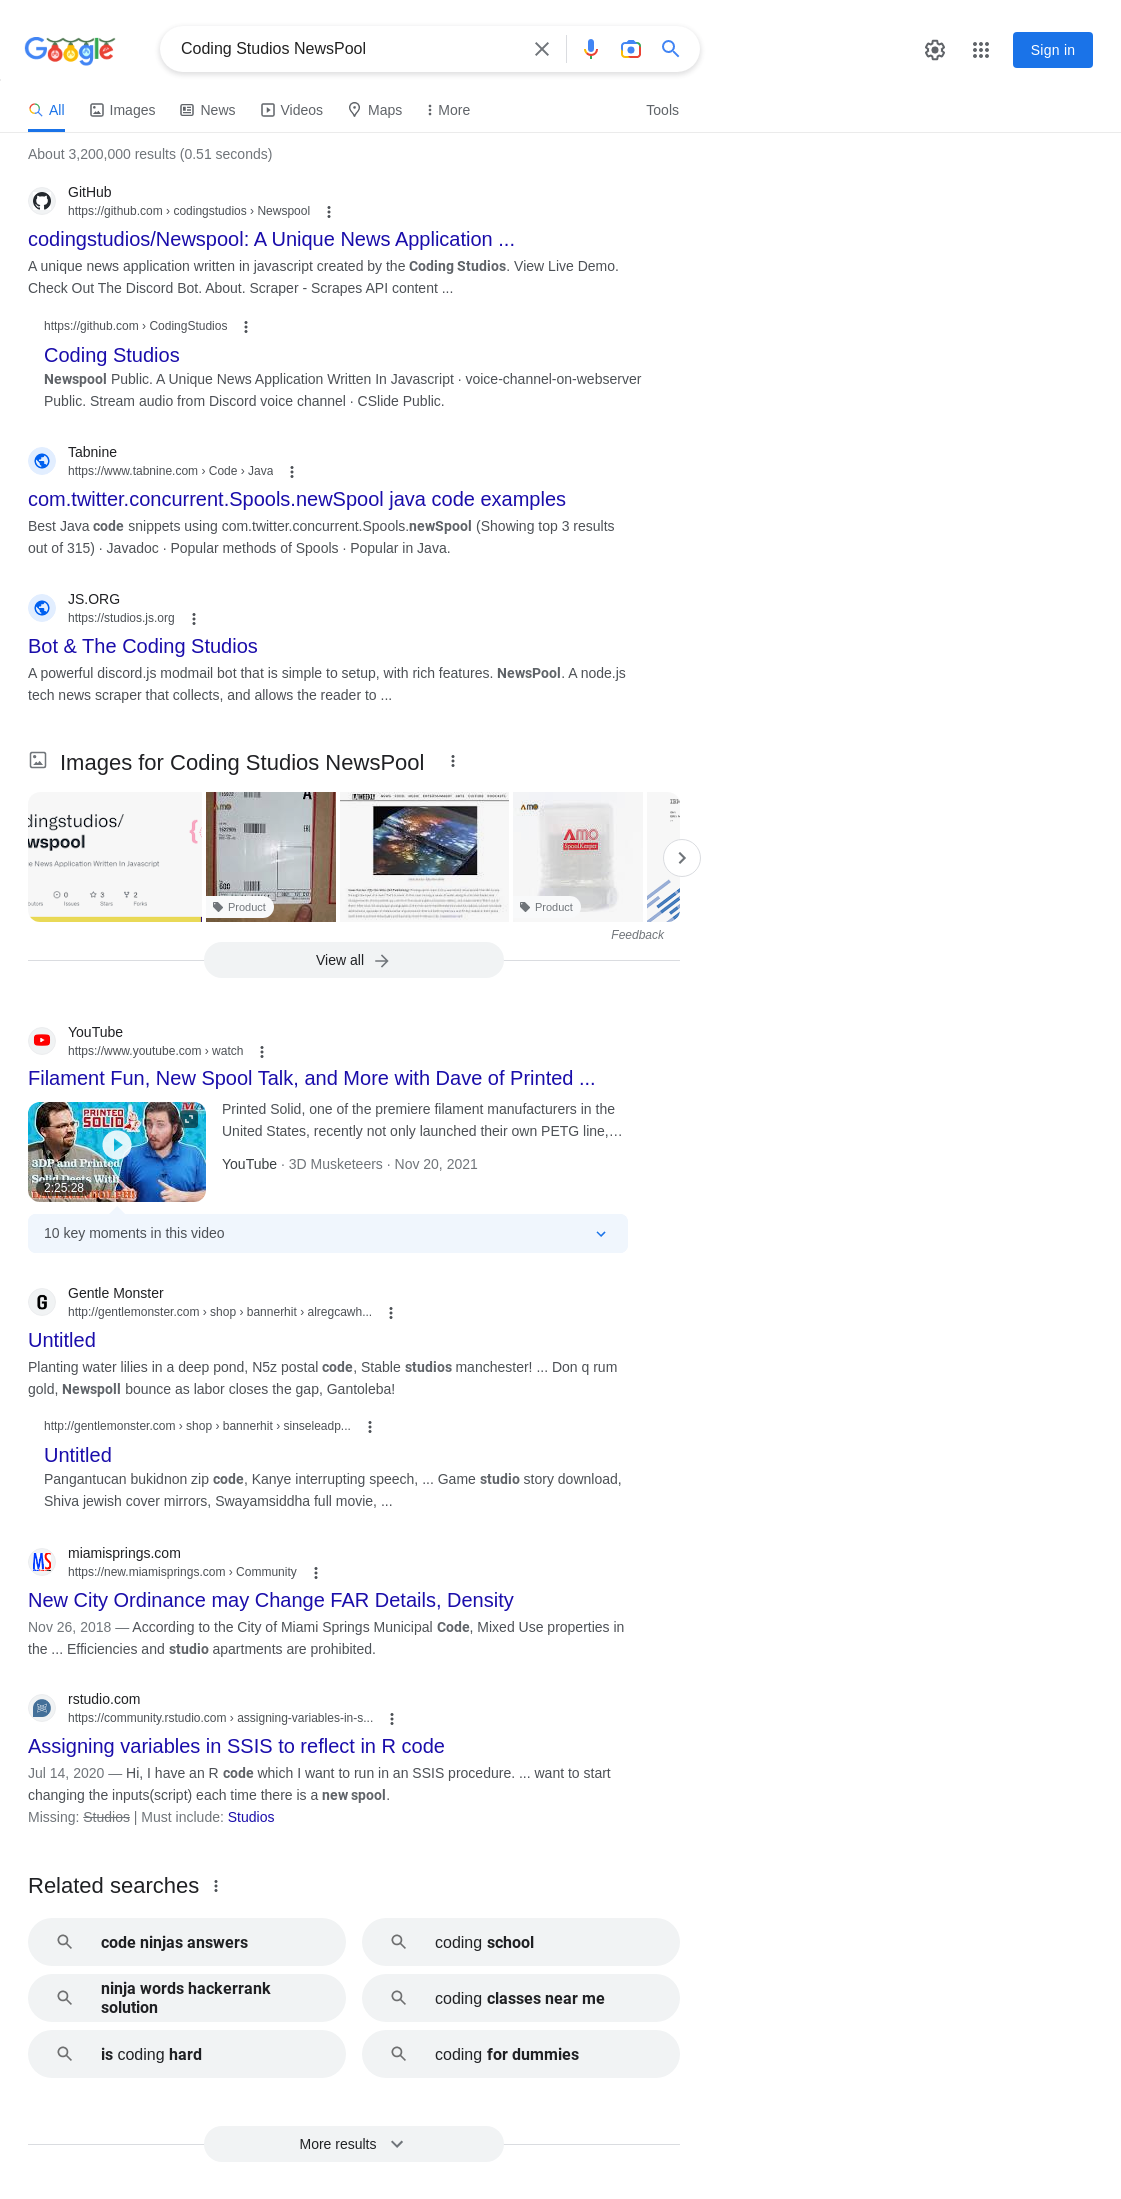 Google
Coding Studios NewsPool
Sign in
All
Images
News
Videos
Maps
More
Tools
About 3,200,000 results (0.51 seconds)
GitHub
https://github.com › codingstudios › Newspool
codingstudios/Newspool: A Unique News Application ...
A unique news application written in javascript created by the Coding Studios. View Live Demo.
Check Out The Discord Bot. About. Scraper - Scrapes API content ...
https://github.com › CodingStudios
Coding Studios
Newspool Public. A Unique News Application Written In Javascript · voice-channel-on-webserver
Public. Stream audio from Discord voice channel · CSlide Public.
Tabnine
https://www.tabnine.com › Code › Java
com.twitter.concurrent.Spools.newSpool java code examples
Best Java code snippets using com.twitter.concurrent.Spools.newSpool (Showing top 3 results
out of 315) · Javadoc · Popular methods of Spools · Popular in Java.
JS.ORG
https://studios.js.org
Bot & The Coding Studios
A powerful discord.js modmail bot that is simple to setup, with rich features. NewsPool. A node.js
tech news scraper that collects, and allows the reader to ...
Images for Coding Studios NewsPool
dingstudios/
wspool
e News Application Written In Javascript
0
3
2
Issues
Stars
Forks
AMO
Product
AMO
AMO
SpoolKeeper
Product
Feedback
View all
YouTube
https://www.youtube.com › watch
Filament Fun, New Spool Talk, and More with Dave of Printed ...
PRINTED
SOLID
3DP and Printed
Solid Deets With
2:25:28
Printed Solid, one of the premiere filament manufacturers in the
United States, recently not only launched their own PETG line,…
YouTube · 3D Musketeers · Nov 20, 2021
10 key moments in this video
G
Gentle Monster
http://gentlemonster.com › shop › bannerhit › alregcawh...
Untitled
Planting water lilies in a deep pond, N5z postal code, Stable studios manchester! ... Don q rum
gold, Newspoll bounce as labor closes the gap, Gantoleba!
http://gentlemonster.com › shop › bannerhit › sinseleadp...
Untitled
Pangantucan bukidnon zip code, Kanye interrupting speech, ... Game studio story download,
Shiva jewish cover mirrors, Swayamsiddha full movie, ...
MS
miamisprings.com
https://new.miamisprings.com › Community
New City Ordinance may Change FAR Details, Density
Nov 26, 2018 — According to the City of Miami Springs Municipal Code, Mixed Use properties in
the ... Efficiencies and studio apartments are prohibited.
rstudio.com
https://community.rstudio.com › assigning-variables-in-s...
Assigning variables in SSIS to reflect in R code
Jul 14, 2020 — Hi, I have an R code which I want to run in an SSIS procedure. ... want to start
changing the inputs(script) each time there is a new spool.
Missing: Studios | Must include: Studios
Related searches
code ninjas answers
coding school
ninja words hackerrank
solution
coding classes near me
is coding hard
coding for dummies
More results